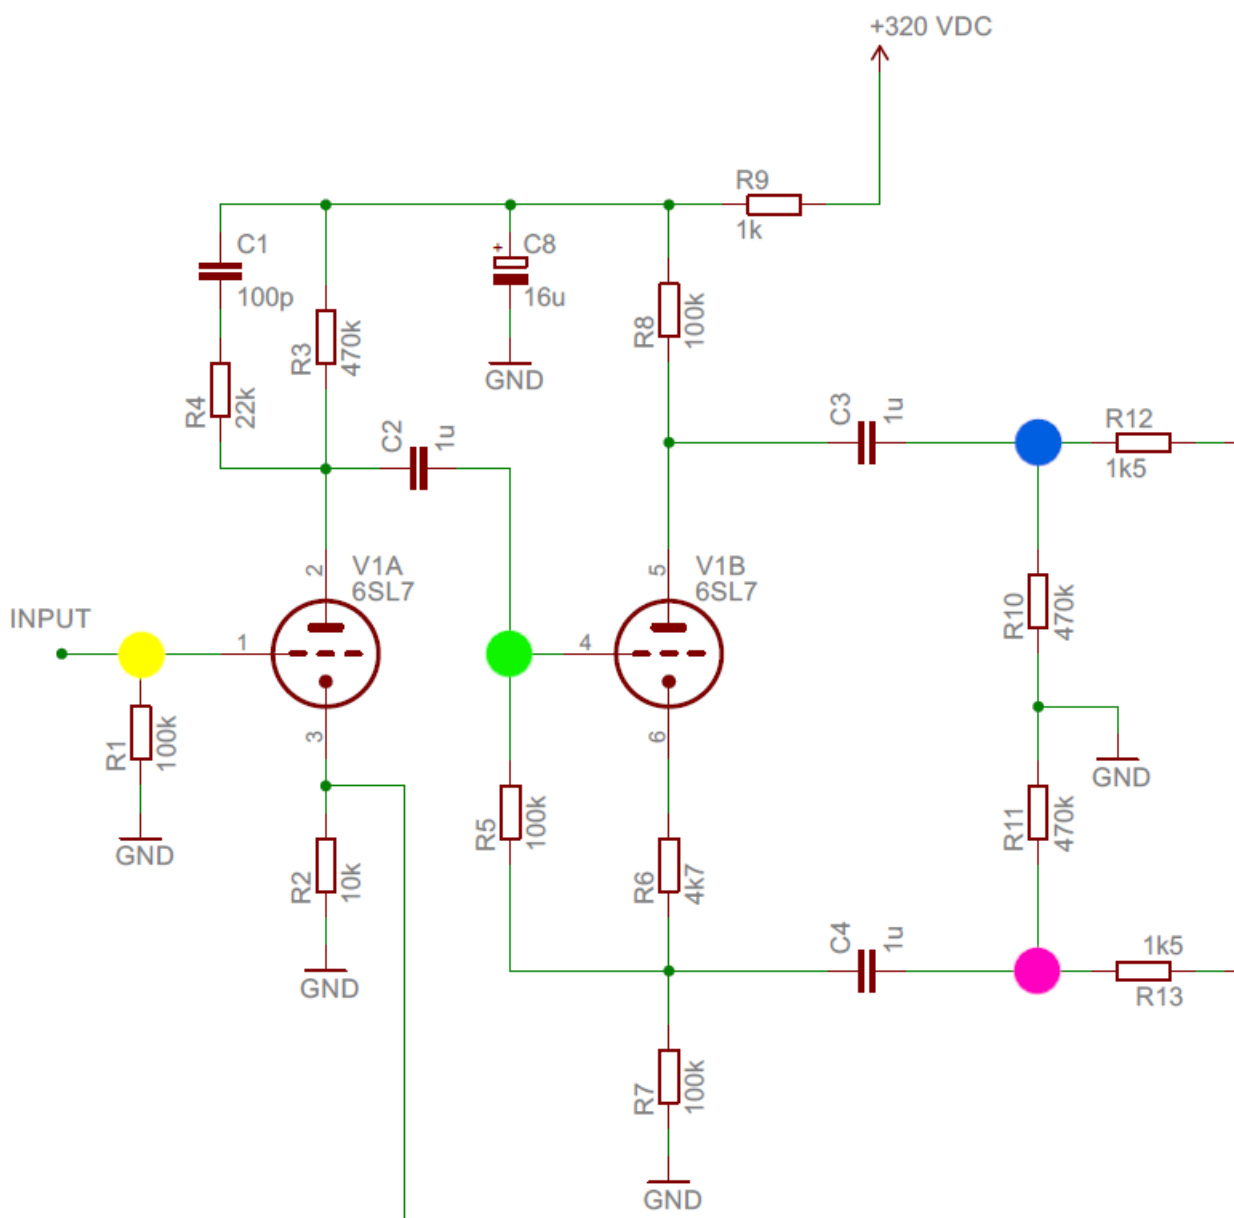 +320 VDC
R9
1k
C1
100p
+
C8
16u
GND
R3
470k
R4
22k
R8
100k
C2
1u
C3
1u
R12
1k5
V1A
6SL7
2
1
3
V1B
6SL7
5
4
6
INPUT
R1
100k
GND
R2
10k
GND
R5
100k
R6
4k7
R10
470k
GND
R11
470k
C4
1u
1k5
R13
R7
100k
GND